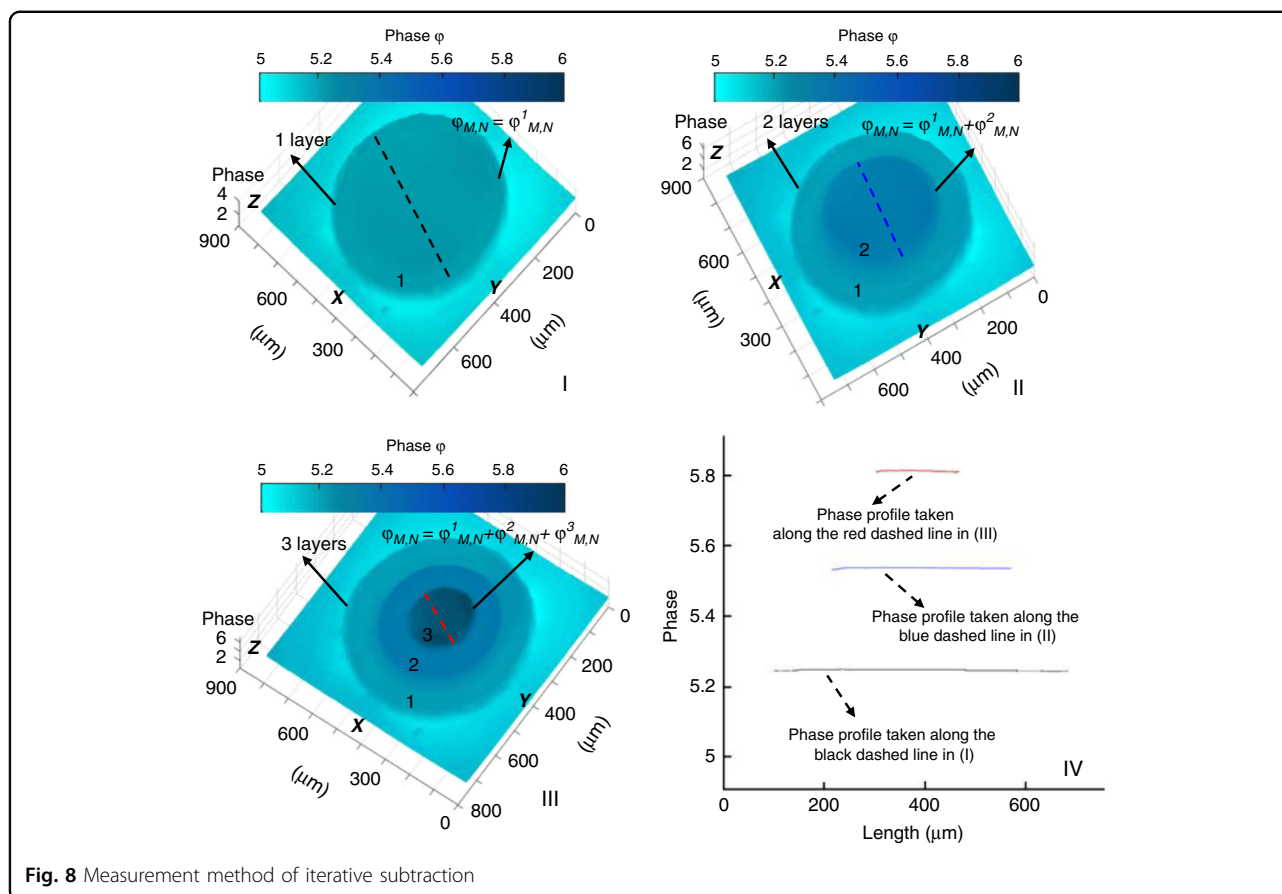 Phase φ
5 5.2 5.4 5.6 5.8 6
1 layer
φM,N = φ¹M,N
Phase
4
2
Z
900
600
300
X
(μm)
1
Y
0
200
400
600
(μm)
I
Phase φ
5 5.2 5.4 5.6 5.8 6
2 layers
φM,N = φ¹M,N+φ²M,N
Phase
6
2
Z
900
600
300
X
(μm)
2
1
Y
0
200
400
600
(μm)
II
Phase φ
5 5.2 5.4 5.6 5.8 6
3 layers
φM,N = φ¹M,N+φ²M,N+ φ³M,N
Phase
6
2
Z
900
600
300
0
X
(μm)
3
2
1
Y
0
200
400
600
800
(μm)
III
5.8
5.6
5.4
5.2
5
Phase
Phase profile taken
along the red dashed line in (III)
Phase profile taken along the
blue dashed line in (II)
Phase profile taken along the
black dashed line in (I)
IV
0 200 400 600
Length (μm)
Fig. 8 Measurement method of iterative subtraction